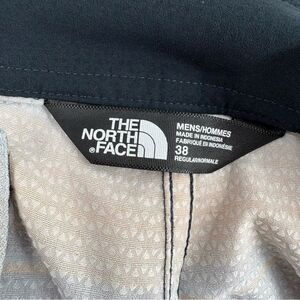 THE
NORTH
FACE
MENS/HOMMES
MADE IN INDONESIA
FABRIQUÉ EN INDONÉSIE
38
REGULAR/NORMALE